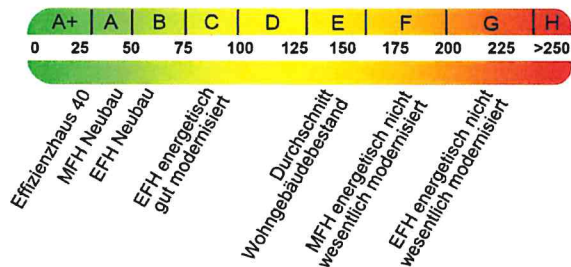 A+ A B C D E F G H
0 25 50 75 100 125 150 175 200 225 >250
Effizienzhaus 40
MFH Neubau
EFH Neubau
EFH energetisch
gut modernisiert
Durchschnitt
Wohngebäudebestand
MFH energetisch nicht
wesentlich modernisiert
EFH energetisch nicht
wesentlich modernisiert